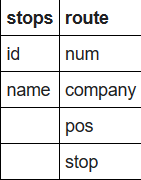 stops route
id num
name company
pos
stop